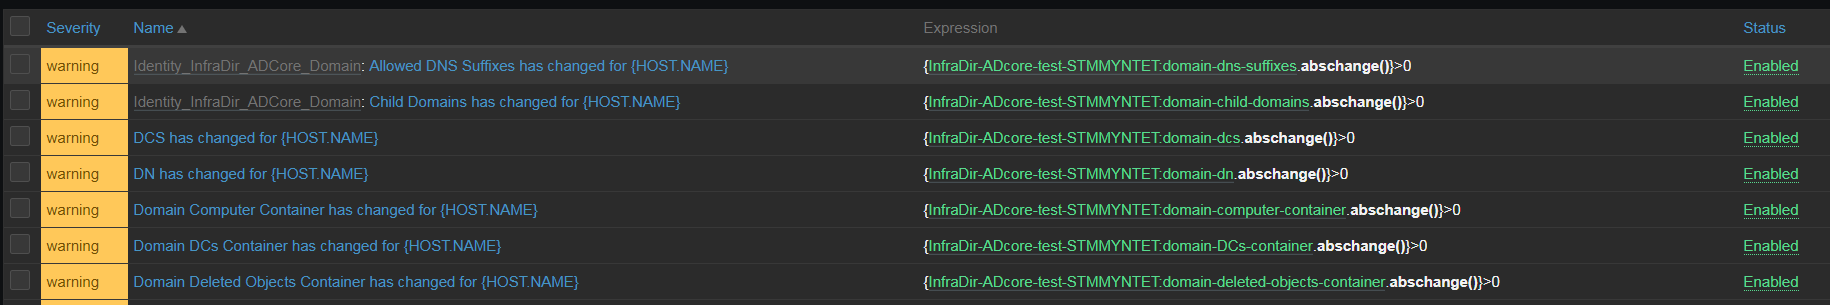 Severity Name Expression Status
warning Identity_InfraDir_ADCore_Domain: Allowed DNS Suffixes has changed for {HOST.NAME} {InfraDir-ADcore-test-STMMYNTET:domain-dns-suffixes.abschange()}>0 Enabled
warning Identity_InfraDir_ADCore_Domain: Child Domains has changed for {HOST.NAME} {InfraDir-ADcore-test-STMMYNTET:domain-child-domains.abschange()}>0 Enabled
warning DCS has changed for {HOST.NAME} {InfraDir-ADcore-test-STMMYNTET:domain-dcs.abschange()}>0 Enabled
warning DN has changed for {HOST.NAME} {InfraDir-ADcore-test-STMMYNTET:domain-dn.abschange()}>0 Enabled
warning Domain Computer Container has changed for {HOST.NAME} {InfraDir-ADcore-test-STMMYNTET:domain-computer-container.abschange()}>0 Enabled
warning Domain DCs Container has changed for {HOST.NAME} {InfraDir-ADcore-test-STMMYNTET:domain-DCs-container.abschange()}>0 Enabled
warning Domain Deleted Objects Container has changed for {HOST.NAME} {InfraDir-ADcore-test-STMMYNTET:domain-deleted-objects-container.abschange()}>0 Enabled